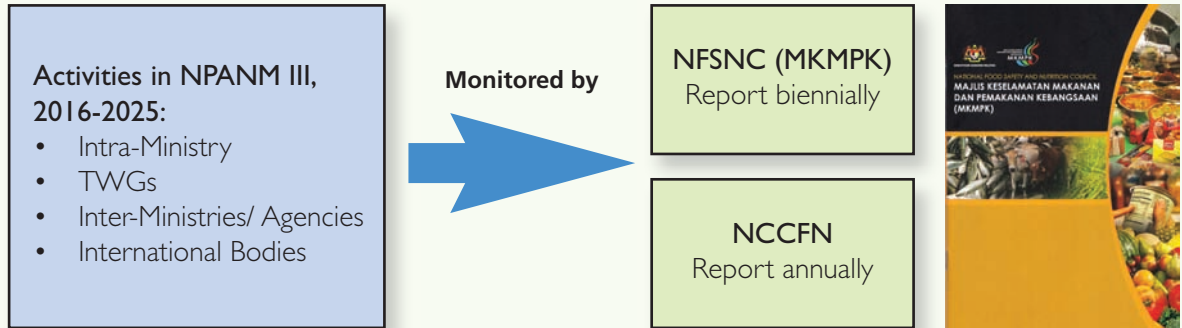 Activities in NPANM III,
2016-2025:
• Intra-Ministry
• TWGs
• Inter-Ministries/ Agencies
• International Bodies
Monitored by
NFSNC (MKMPK)
Report biennially
NCCFN
Report annually
MKMPK
NATIONAL FOOD SAFETY AND NUTRITION COUNCIL
MAJLIS KESELAMATAN MAKANAN
DAN PEMAKANAN KEBANGSAAN
(MKMPK)